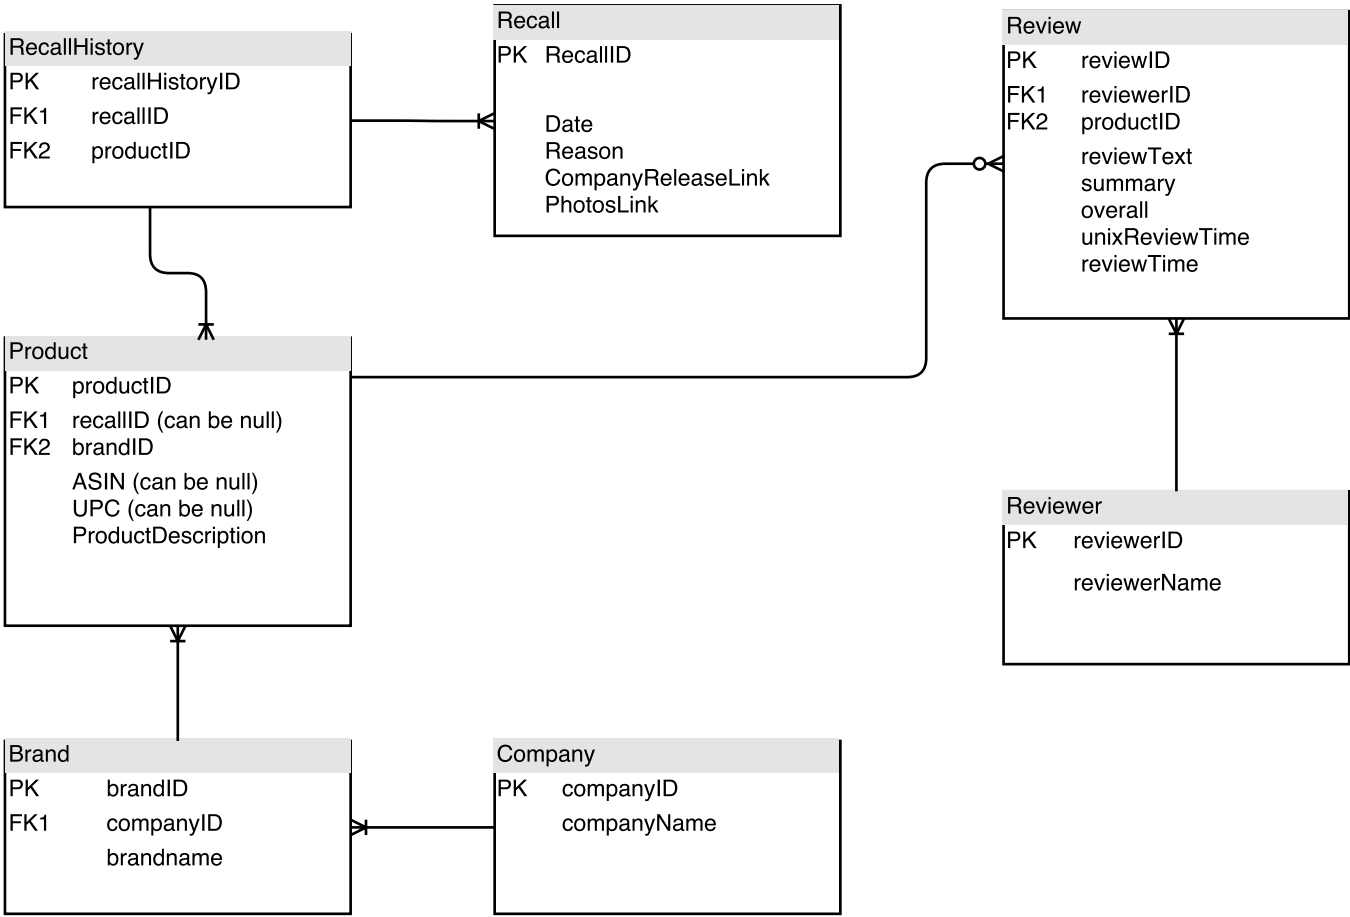 RecallHistory
PK recallHistoryID
FK1 recallID
FK2 productID
Recall
PK RecallID
Date
Reason
CompanyReleaseLink
PhotosLink
Review
PK reviewID
FK1 reviewerID
FK2 productID
reviewText
summary
overall
unixReviewTime
reviewTime
Product
PK productID
FK1 recallID (can be null)
FK2 brandID
ASIN (can be null)
UPC (can be null)
ProductDescription
Reviewer
PK reviewerID
reviewerName
Brand
PK brandID
FK1 companyID
brandname
Company
PK companyID
companyName